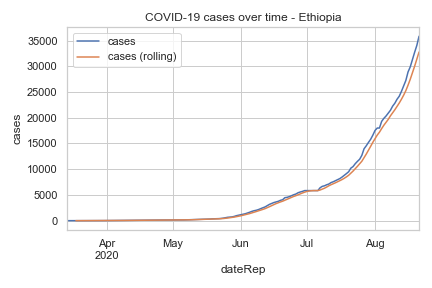 COVID-19 cases over time - Ethiopia
cases
cases (rolling)
35000
30000
25000
20000
15000
10000
5000
0
cases
Apr
2020
May
Jun
Jul
Aug
dateRep